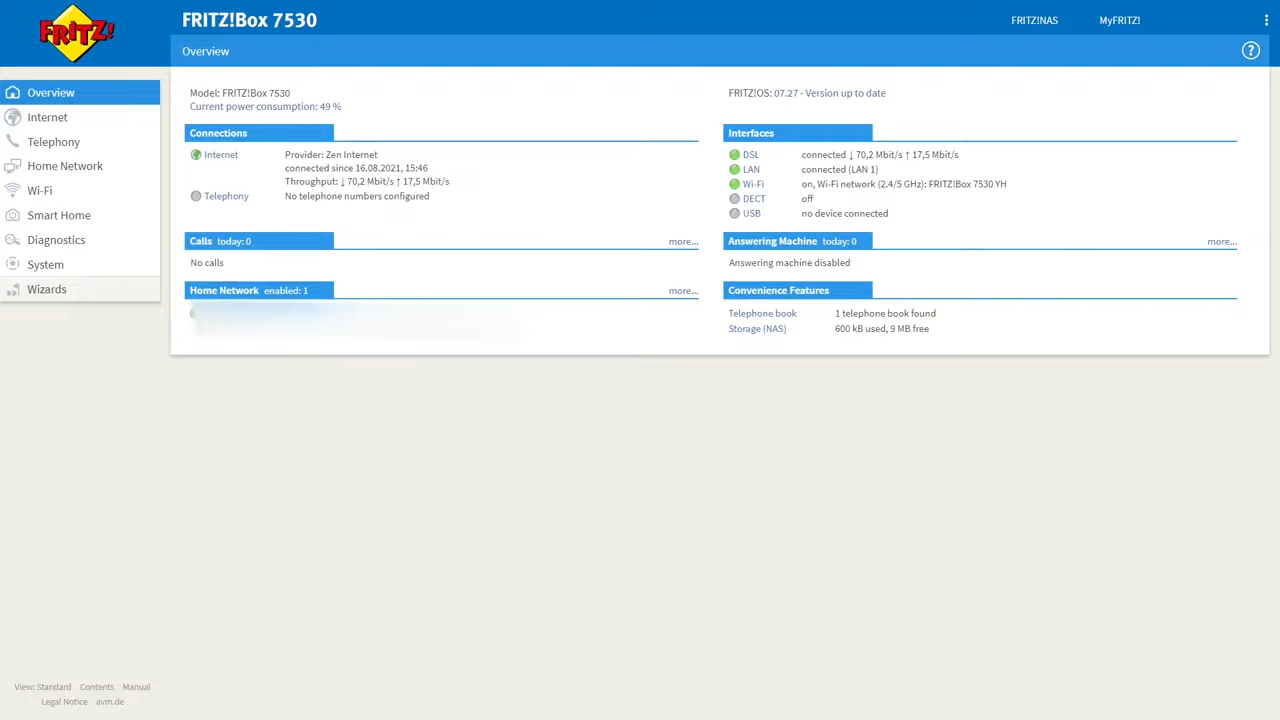 FRITZ!
FRITZ!Box 7530
FRITZ!NAS
MyFRITZ!
Overview
Overview
Internet
Telephony
Home Network
Wi-Fi
Smart Home
Diagnostics
System
Wizards
Model: FRITZ!Box 7530
Current power consumption: 49 %
FRITZ!OS: 07.27 - Version up to date
Connections
Internet Provider: Zen Internet
connected since 16.08.2021, 15:46
Throughput: ↓ 70,2 Mbit/s ↑ 17,5 Mbit/s
Telephony No telephone numbers configured
Interfaces
DSL connected ↓ 70,2 Mbit/s ↑ 17,5 Mbit/s
LAN connected (LAN 1)
Wi-Fi on, Wi-Fi network (2.4/5 GHz): FRITZ!Box 7530 YH
DECT off
USB no device connected
Calls today: 0 more...
No calls
Answering Machine today: 0 more...
Answering machine disabled
Home Network enabled: 1 more...
Convenience Features
Telephone book 1 telephone book found
Storage (NAS) 600 kB used, 9 MB free
View: Standard Contents Manual
Legal Notice avm.de